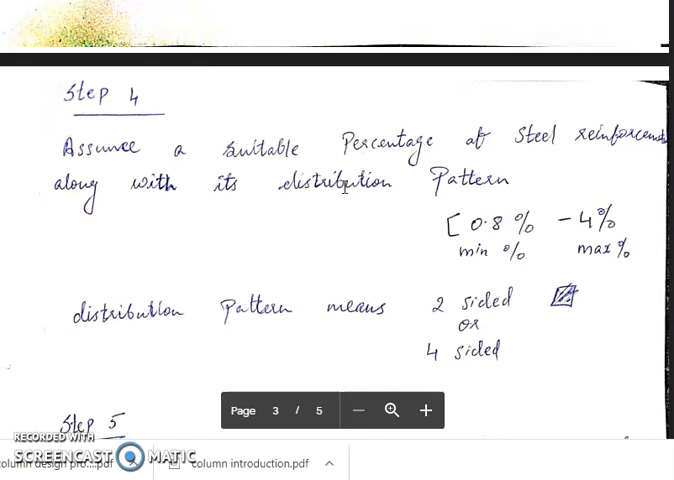 Step 4
Assume a suitable Percentage of Steel reinforcement
along with its distribution Pattern
[ 0.8 % - 4%
min % max %
distribution Pattern means 2 sided
or
4 sided
Page 3 / 5
Step 5
RECORDED WITH
SCREENCAST MATIC
column design pro....pdf column introduction.pdf